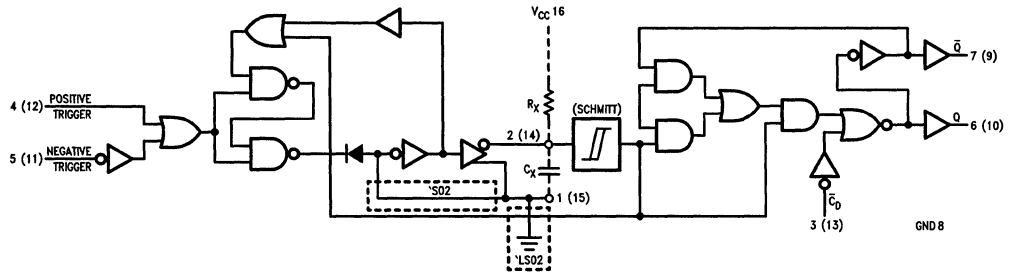 VCC 16
4 (12) POSITIVE TRIGGER
5 (11) NEGATIVE TRIGGER
RX
(SCHMITT)
2 (14)
CX
1 (15)
'S02
'LS02
Q̅ 7 (9)
Q 6 (10)
C̅D
3 (13)
GND 8